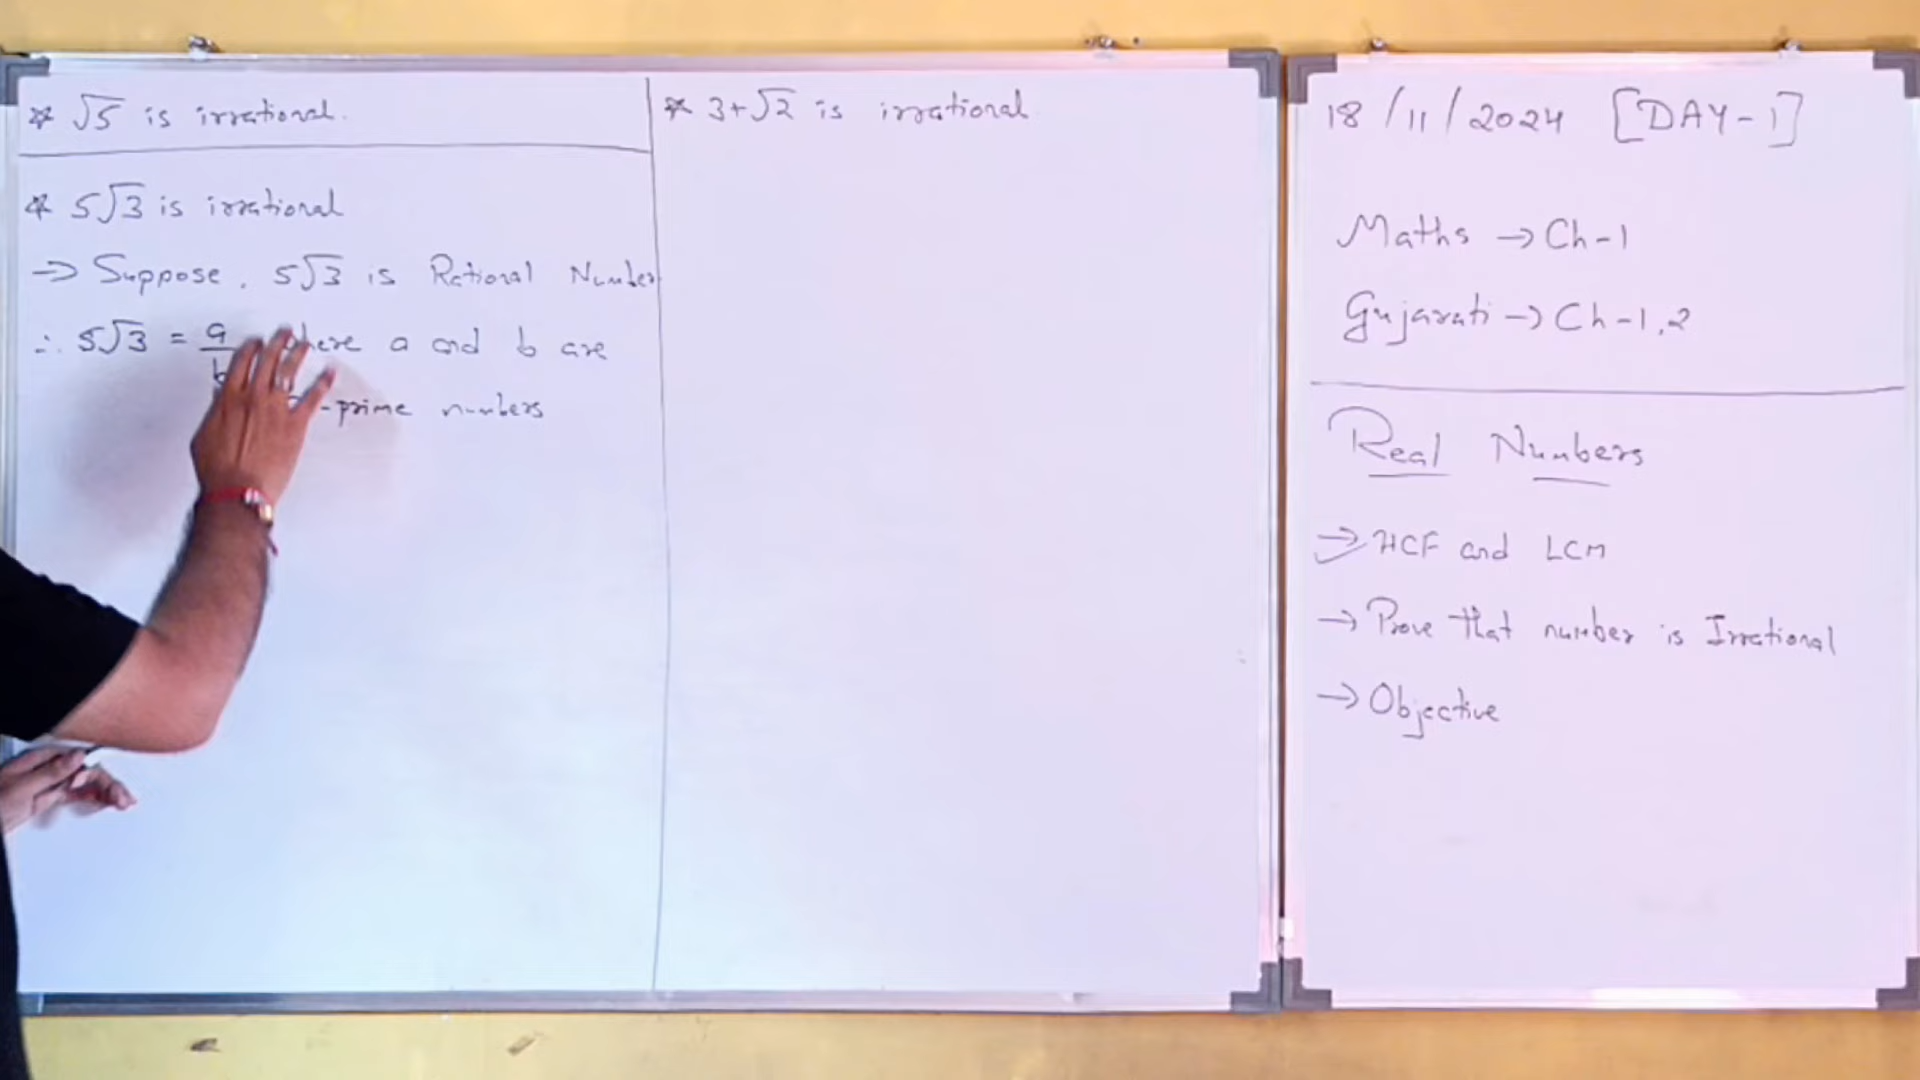 ☆ √5 is irrational.
☆ 5√3 is irrational
→ Suppose, 5√3 is Rational Number
∴ 5√3 = a/b where a and b are
-prime numbers
☆ 3+√2 is irrational
18/11/2024 [DAY-1]
Maths → Ch-1
Gujarati → Ch-1,2
Real Numbers
→ HCF and LCM
→ Prove that number is Irrational
→ Objective